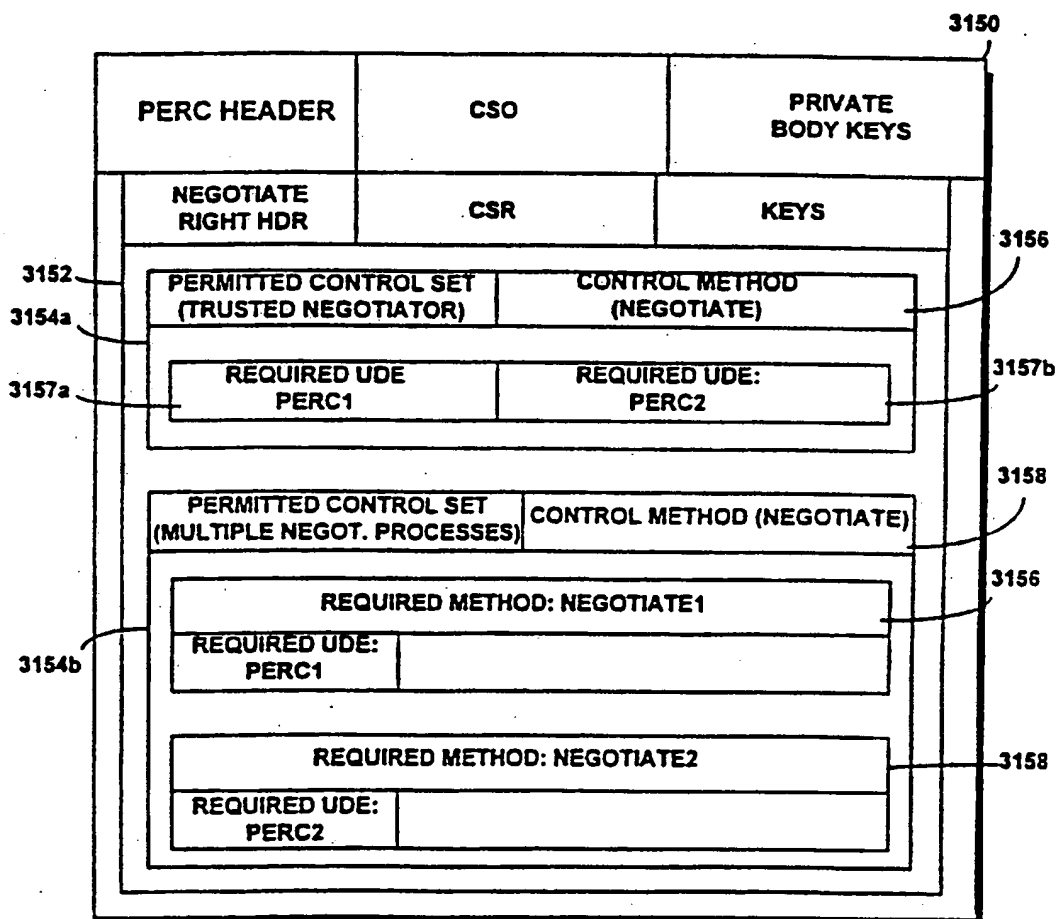 3150
PERC HEADER
CSO
PRIVATE
BODY KEYS
NEGOTIATE
RIGHT HDR
CSR
KEYS
3156
3152
PERMITTED CONTROL SET
(TRUSTED NEGOTIATOR)
CONTROL METHOD
(NEGOTIATE)
3154a
3157a
REQUIRED UDE
PERC1
REQUIRED UDE:
PERC2
3157b
3158
PERMITTED CONTROL SET
(MULTIPLE NEGOT. PROCESSES)
CONTROL METHOD (NEGOTIATE)
3156
REQUIRED METHOD: NEGOTIATE1
3154b
REQUIRED UDE:
PERC1
REQUIRED METHOD: NEGOTIATE2
3158
REQUIRED UDE:
PERC2